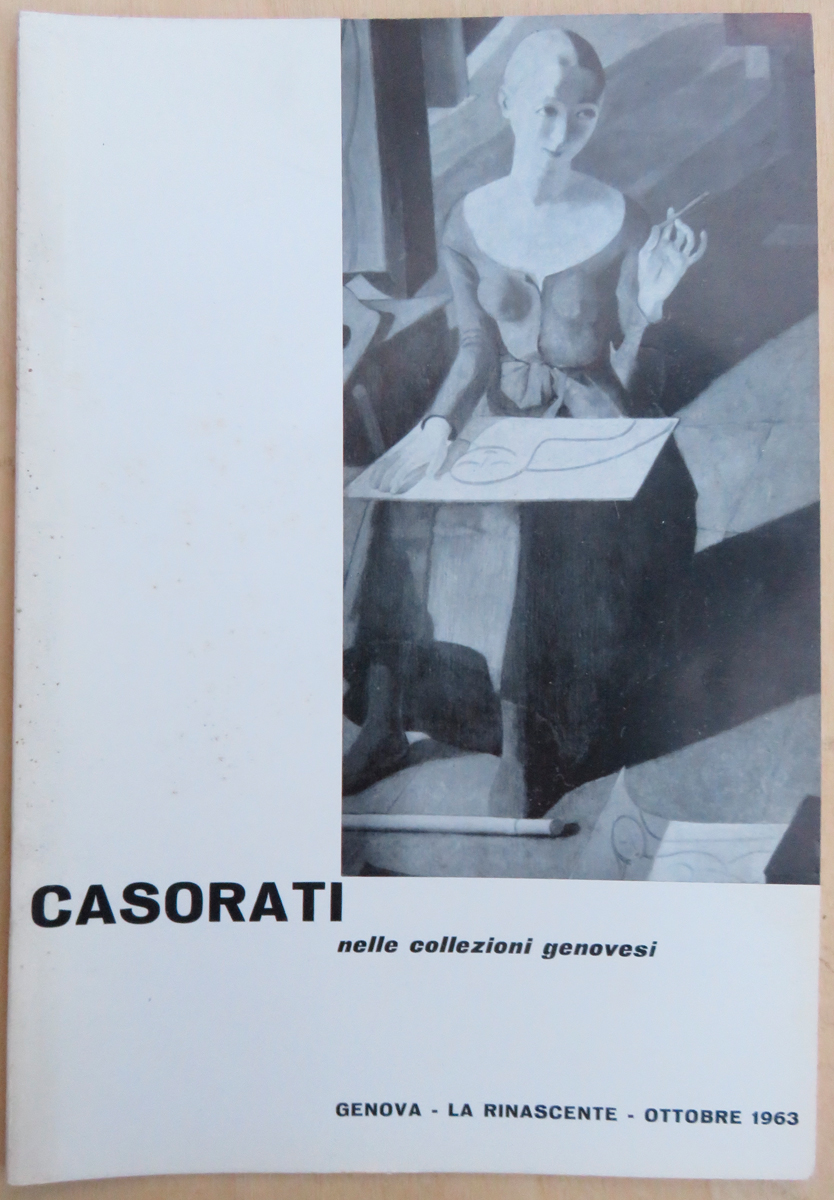 CASORATI
nelle collezioni genovesi
GENOVA - LA RINASCENTE - OTTOBRE 1963